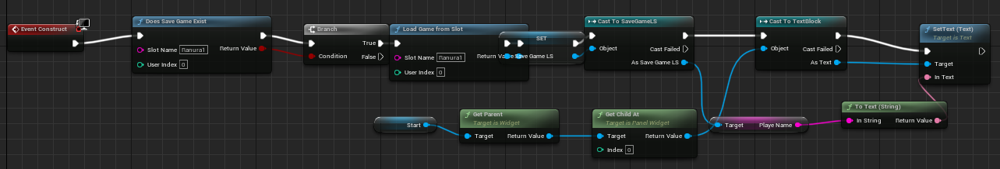 Event Construct
Does Save Game Exist
Slot Name Ranura1
Return Value
User Index 0
Branch
True
Condition
False
Load Game from Slot
Slot Name Ranura1
Return Value
User Index 0
SET
Save Game LS
Cast To SaveGameLS
Object
Cast Failed
As Save Game LS
Cast To TextBlock
Object
Cast Failed
As Text
SetText (Text)
Target is Text
Target
In Text
Start
Get Parent
Target is Widget
Target
Return Value
Get Child At
Target is Panel Widget
Target
Return Value
Index 0
Target
Playe Name
To Text (String)
In String
Return Value